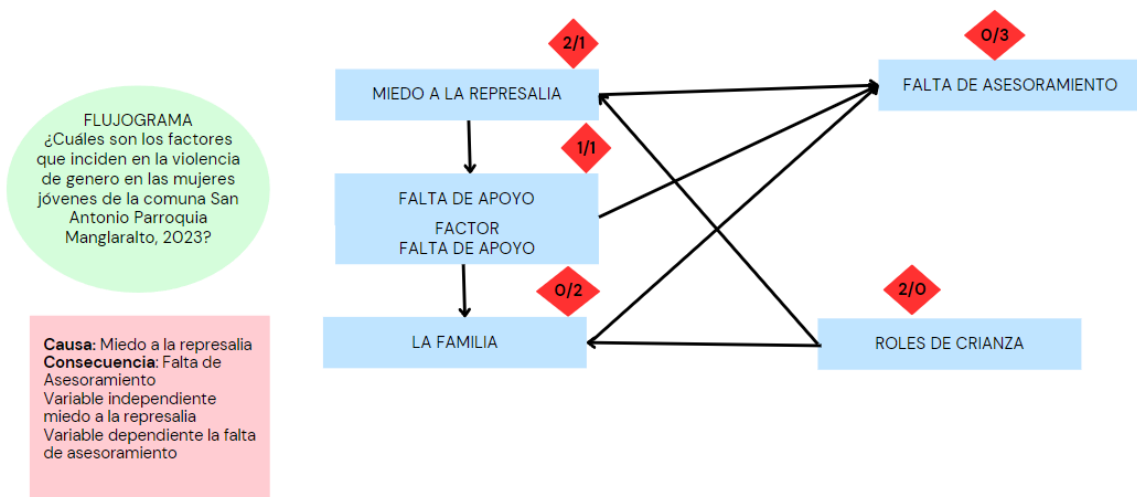 FLUJOGRAMA
¿Cuáles son los factores
que inciden en la violencia
de genero en las mujeres
jóvenes de la comuna San
Antonio Parroquia
Manglaralto, 2023?
Causa: Miedo a la represalia
Consecuencia: Falta de
Asesoramiento
Variable independiente
miedo a la represalia
Variable dependiente la falta
de asesoramiento
2/1
MIEDO A LA REPRESALIA
0/3
FALTA DE ASESORAMIENTO
1/1
FALTA DE APOYO
FACTOR
FALTA DE APOYO
0/2
LA FAMILIA
2/0
ROLES DE CRIANZA